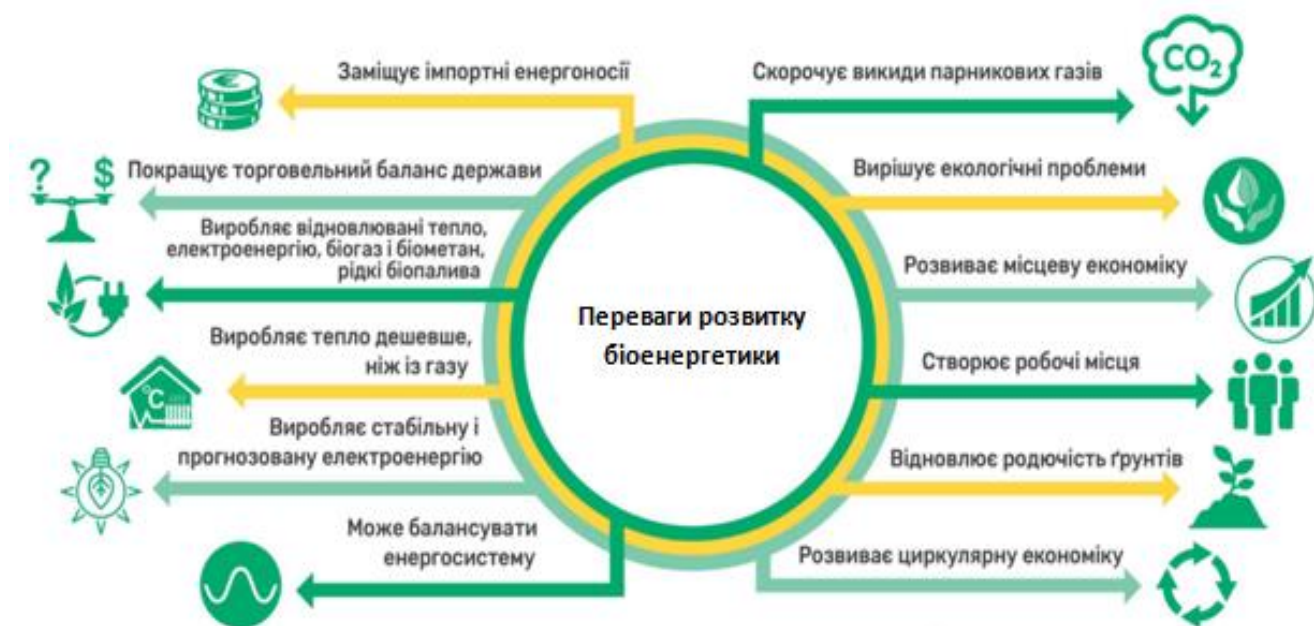 Заміщує імпортні енергоносії
Покращує торговельний баланс держави
Виробляє відновлювані тепло,
електроенергію, біогаз і біометан,
рідкі біопалива
Виробляє тепло дешевше,
ніж із газу
Виробляє стабільну і
прогнозовану електроенергію
Може балансувати
енергосистему
Переваги розвитку
біоенергетики
Скорочує викиди парникових газів
Вирішує екологічні проблеми
Розвиває місцеву економіку
Створює робочі місця
Відновлює родючість ґрунтів
Розвиває циркулярну економіку
€
? $
°C
CO₂